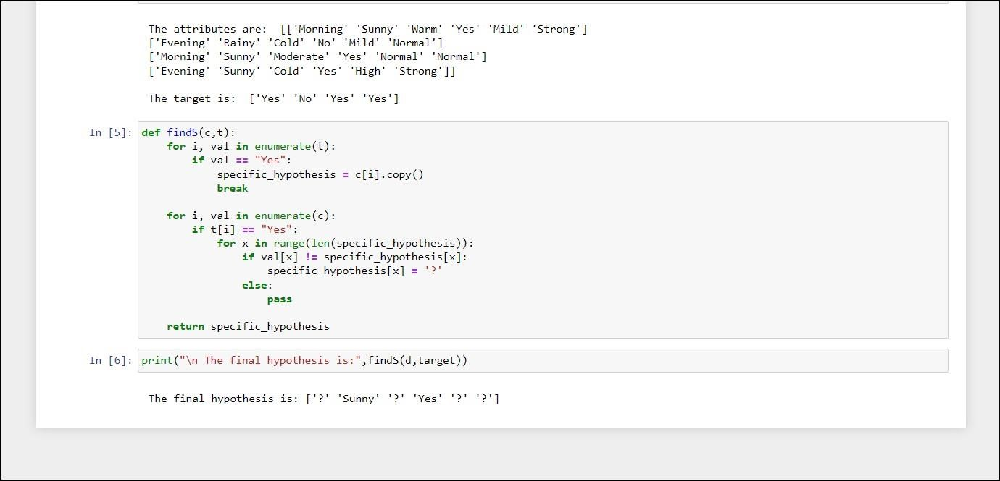 The attributes are:  [['Morning' 'Sunny' 'Warm' 'Yes' 'Mild' 'Strong']
['Evening' 'Rainy' 'Cold' 'No' 'Mild' 'Normal']
['Morning' 'Sunny' 'Moderate' 'Yes' 'Normal' 'Normal']
['Evening' 'Sunny' 'Cold' 'Yes' 'High' 'Strong']]
The target is:  ['Yes' 'No' 'Yes' 'Yes']
In [5]: def findS(c,t):
    for i, val in enumerate(t):
        if val == "Yes":
            specific_hypothesis = c[i].copy()
            break
    for i, val in enumerate(c):
        if t[i] == "Yes":
            for x in range(len(specific_hypothesis)):
                if val[x] != specific_hypothesis[x]:
                    specific_hypothesis[x] = '?'
                else:
                    pass
    return specific_hypothesis
In [6]: print("\n The final hypothesis is:",findS(d,target))
The final hypothesis is: ['?' 'Sunny' '?' 'Yes' '?' '?']